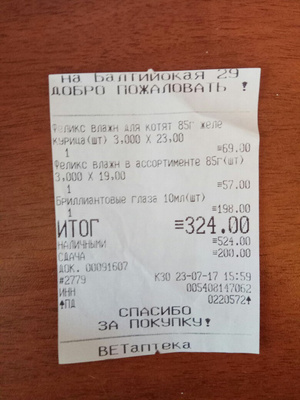 на Балтийская 29
ДОБРО ПОЖАЛОВАТЬ !
Феликс влажн для котят 85г желе
курица(шт) 3,000 X 23,00
1 =69.00
Феликс влажн в ассортименте 85г(шт)
3,000 X 19,00
1 =57.00
Бриллиантовые глаза 10мл(шт)
1 =198.00
ИТОГ =324.00
НАЛИЧНЫМИ =524.00
СДАЧА =200.00
ДОК. 00091607
#2779 К30 23-07-17 15:59
ИНН 005408147062
ПД 0220572
СПАСИБО
ЗА ПОКУПКУ!
ВЕТаптека